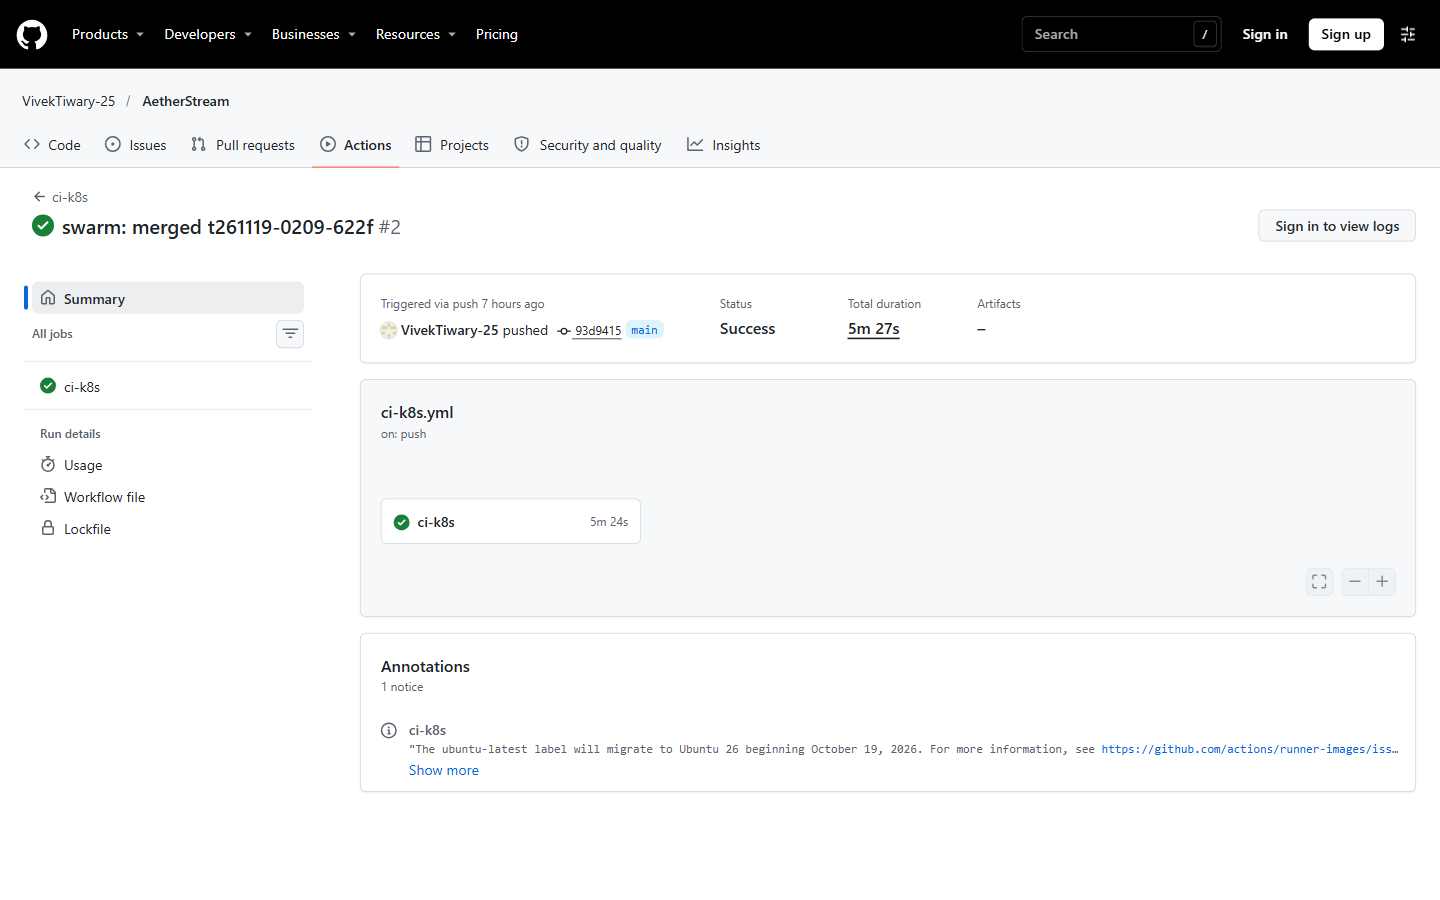 Products Developers Businesses Resources Pricing Search / Sign in Sign up
VivekTiwary-25 / AetherStream
Code Issues Pull requests Actions Projects Security and quality Insights
ci-k8s
swarm: merged t261119-0209-622f #2
Sign in to view logs
Summary
All jobs
ci-k8s
Run details
Usage
Workflow file
Lockfile
Triggered via push 7 hours ago
VivekTiwary-25 pushed 93d9415 main
Status
Success
Total duration
5m 27s
Artifacts
–
ci-k8s.yml
on: push
ci-k8s 5m 24s
Annotations
1 notice
ci-k8s
"The ubuntu-latest label will migrate to Ubuntu 26 beginning October 19, 2026. For more information, see https://github.com/actions/runner-images/iss…
Show more